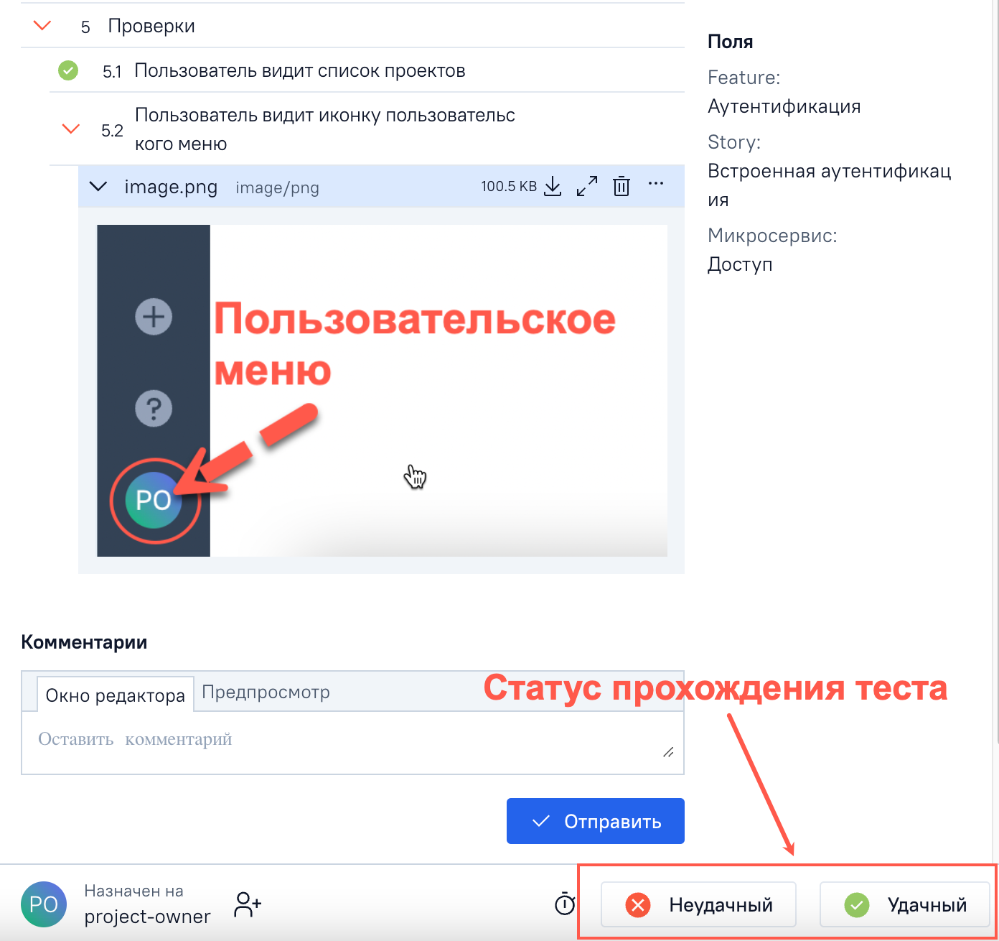 5 Проверки
5.1 Пользователь видит список проектов
5.2 Пользователь видит иконку пользовательс
кого меню
image.png image/png 100.5 KB
Пользовательское
меню
PO
Поля
Feature:
Аутентификация
Story:
Встроенная аутентификац
ия
Микросервис:
Доступ
Комментарии
Окно редактора Предпросмотр
Статус прохождения теста
Оставить комментарий
Отправить
PO
Назначен на
project-owner
Неудачный
Удачный